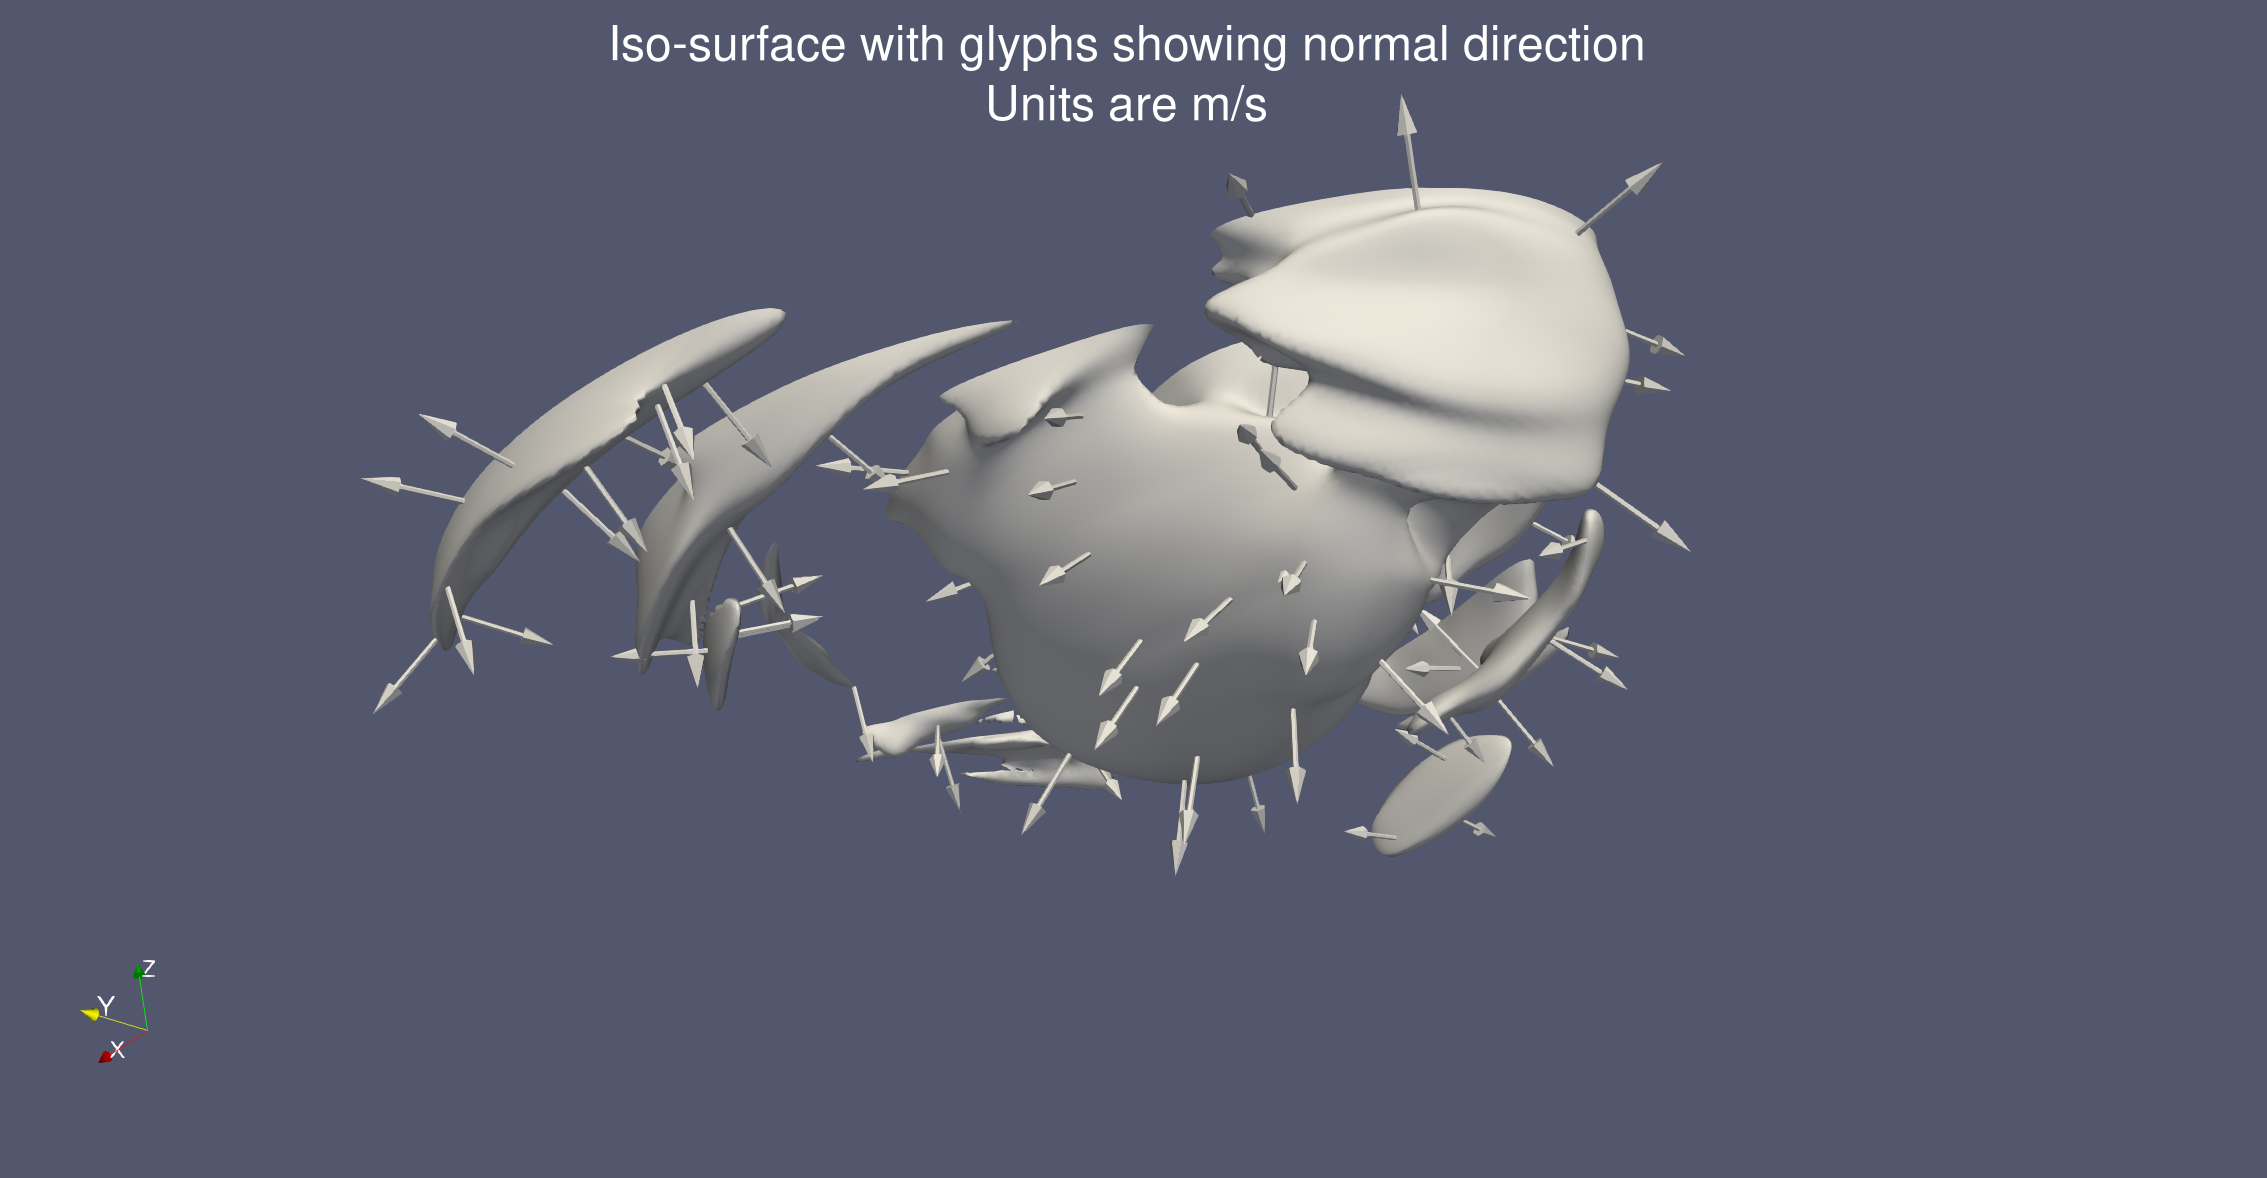 Iso-surface with glyphs showing normal direction
Units are m/s
Z
Y
X